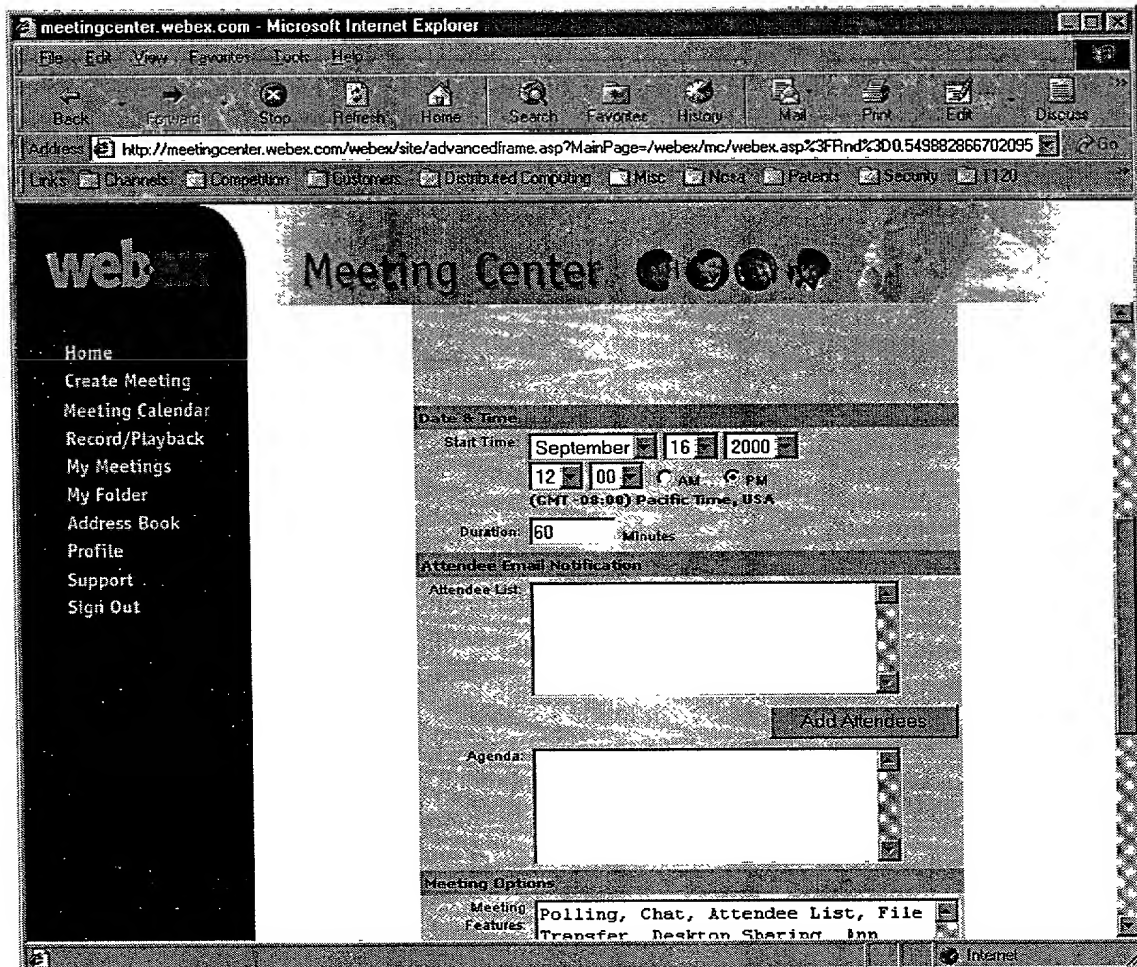 meetingcenter.webex.com - Microsoft Internet Explorer
File Edit View Favorites Tools Help
Back Forward Stop Refresh Home Search Favorites History Mail Print Edit Discuss
Address http://meetingcenter.webex.com/webex/site/advancedframe.asp?MainPage=/webex/mc/webex.asp%3FRnd%3D0.549882866702095 Go
Links Channels Competition Customers Distributed Computing Misc Patents Security T120
webex
Meeting Center
Home
Create Meeting
Meeting Calendar
Record/Playback
My Meetings
My Folder
Address Book
Profile
Support
Sign Out
Date & Time
Start Time: September 16 2000
12 00 AM PM
(GMT -08:00) Pacific Time, USA
Duration: 60 Minutes
Attendee Email Notification
Attendee List:
Add Attendees
Agenda:
Meeting Options
Meeting Features: Polling, Chat, Attendee List, File
Transfer, Desktop Sharing, App
Internet